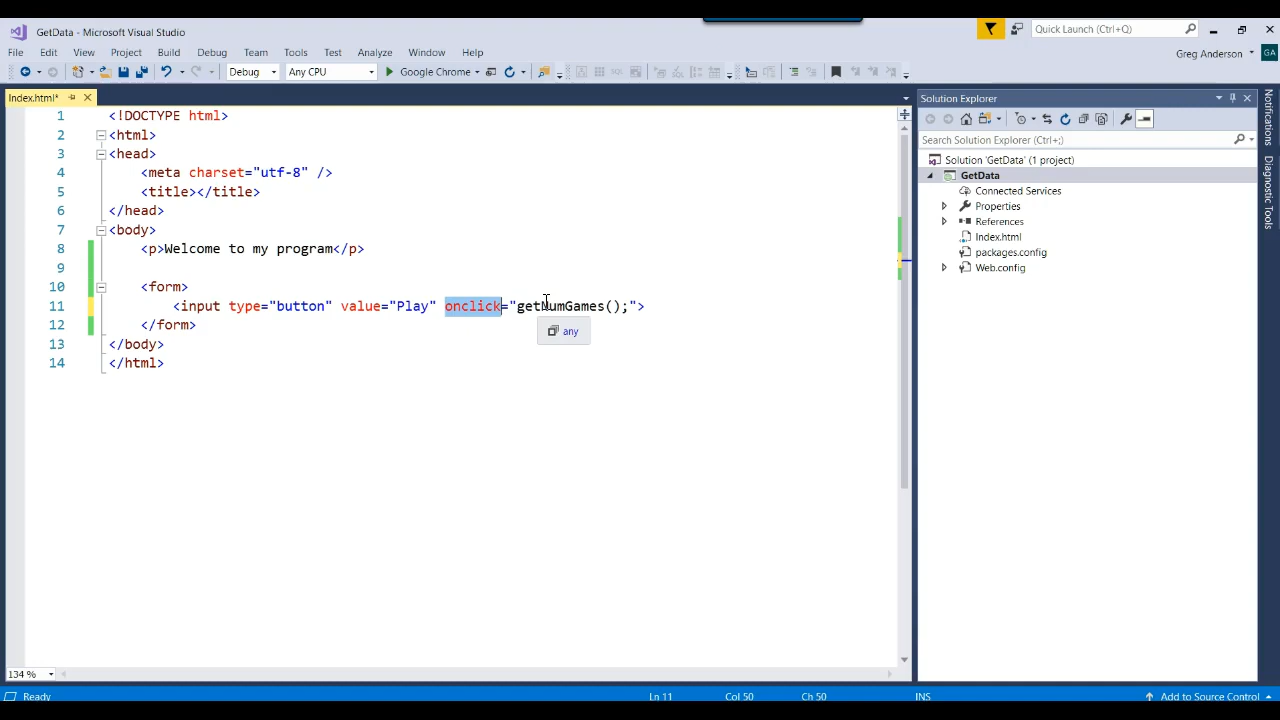 GetData - Microsoft Visual Studio
Quick Launch (Ctrl+Q)
File Edit View Project Build Debug Team Tools Test Analyze Window Help
Greg Anderson GA
Debug Any CPU Google Chrome
Index.html*
1 <!DOCTYPE html>
2 <html>
3 <head>
4 <meta charset="utf-8" />
5 <title></title>
6 </head>
7 <body>
8 <p>Welcome to my program</p>
9
10 <form>
11 <input type="button" value="Play" onclick="getNumGames();">
any
12 </form>
13 </body>
14 </html>
134 %
Solution Explorer
Search Solution Explorer (Ctrl+;)
Solution 'GetData' (1 project)
GetData
Connected Services
Properties
References
Index.html
packages.config
Web.config
Notifications
Diagnostic Tools
Ready Ln 11 Col 50 Ch 50 INS Add to Source Control